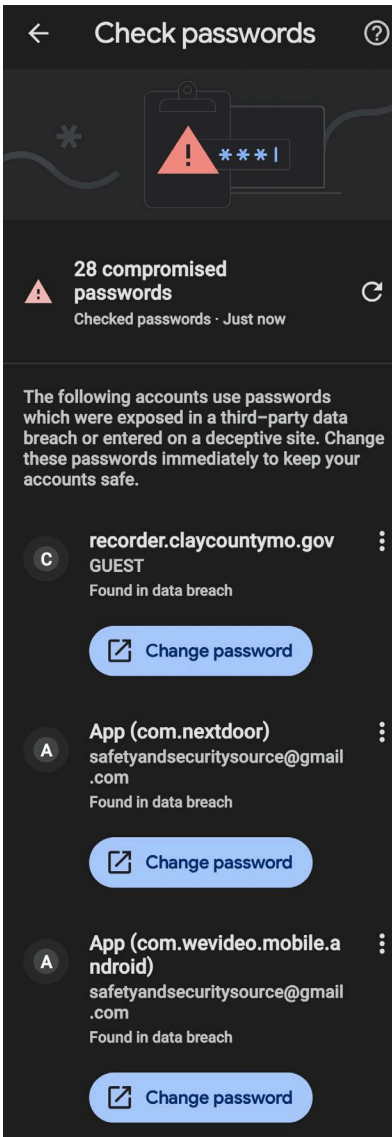 Check passwords
***|
28 compromised
passwords
Checked passwords · Just now
The following accounts use passwords
which were exposed in a third–party data
breach or entered on a deceptive site. Change
these passwords immediately to keep your
accounts safe.
C
recorder.claycountymo.gov
GUEST
Found in data breach
Change password
A
App (com.nextdoor)
safetyandsecuritysource@gmail
.com
Found in data breach
Change password
A
App (com.wevideo.mobile.a
ndroid)
safetyandsecuritysource@gmail
.com
Found in data breach
Change password